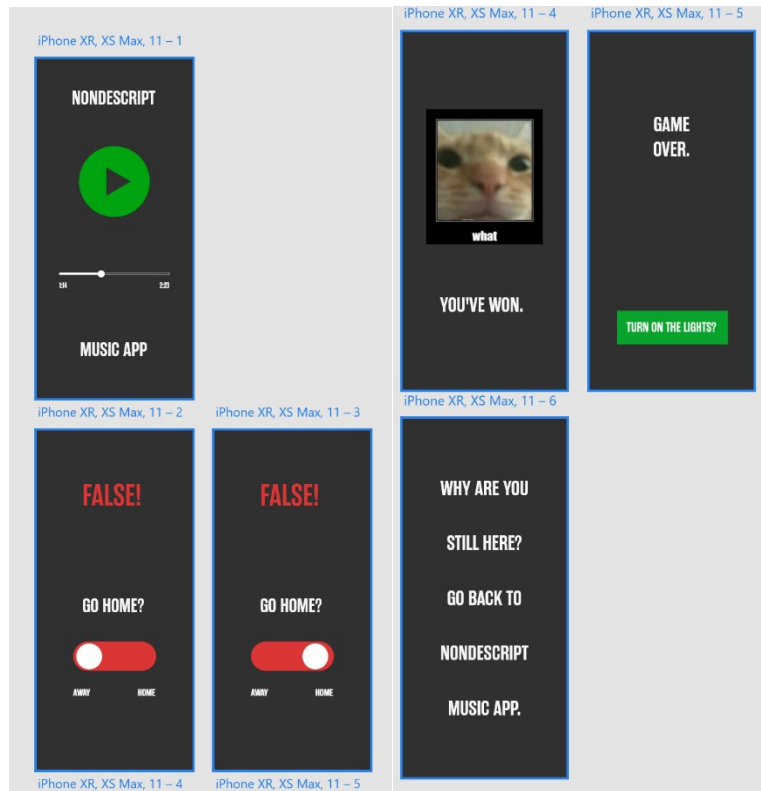 iPhone XR, XS Max, 11 – 1
NONDESCRIPT
1:14
2:23
MUSIC APP
iPhone XR, XS Max, 11 – 2
FALSE!
GO HOME?
AWAY
HOME
iPhone XR, XS Max, 11 – 3
FALSE!
GO HOME?
AWAY
HOME
iPhone XR, XS Max, 11 – 4
iPhone XR, XS Max, 11 – 5
iPhone XR, XS Max, 11 – 4
what
YOU'VE WON.
iPhone XR, XS Max, 11 – 5
GAME
OVER.
TURN ON THE LIGHTS?
iPhone XR, XS Max, 11 – 6
WHY ARE YOU
STILL HERE?
GO BACK TO
NONDESCRIPT
MUSIC APP.